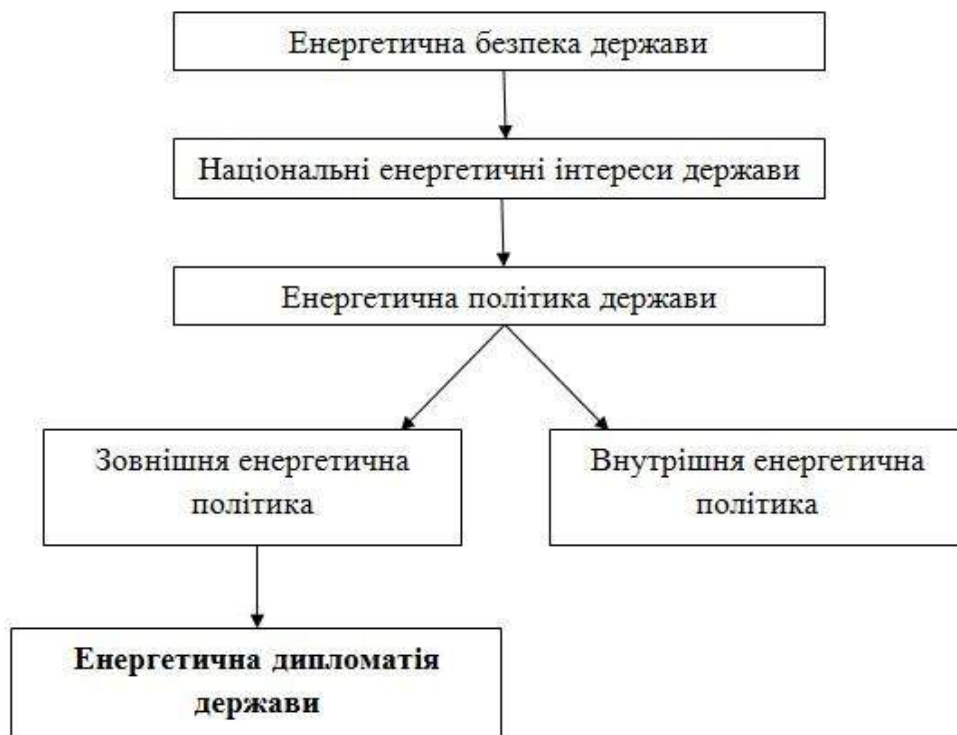 Енергетична безпека держави
Національні енергетичні інтереси держави
Енергетична політика держави
Зовнішня енергетична
політика
Внутрішня енергетична
політика
Енергетична дипломатія
держави